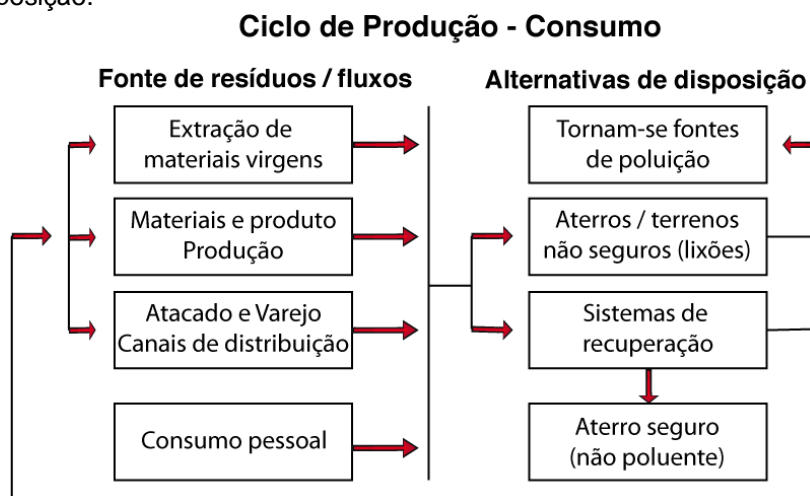 posição.
Ciclo de Produção - Consumo
Fonte de resíduos / fluxos
Alternativas de disposição
Extração de
materiais virgens
Tornam-se fontes
de poluição
Materiais e produto
Produção
Aterros / terrenos
não seguros (lixões)
Atacado e Varejo
Canais de distribuição
Sistemas de
recuperação
Consumo pessoal
Aterro seguro
(não poluente)